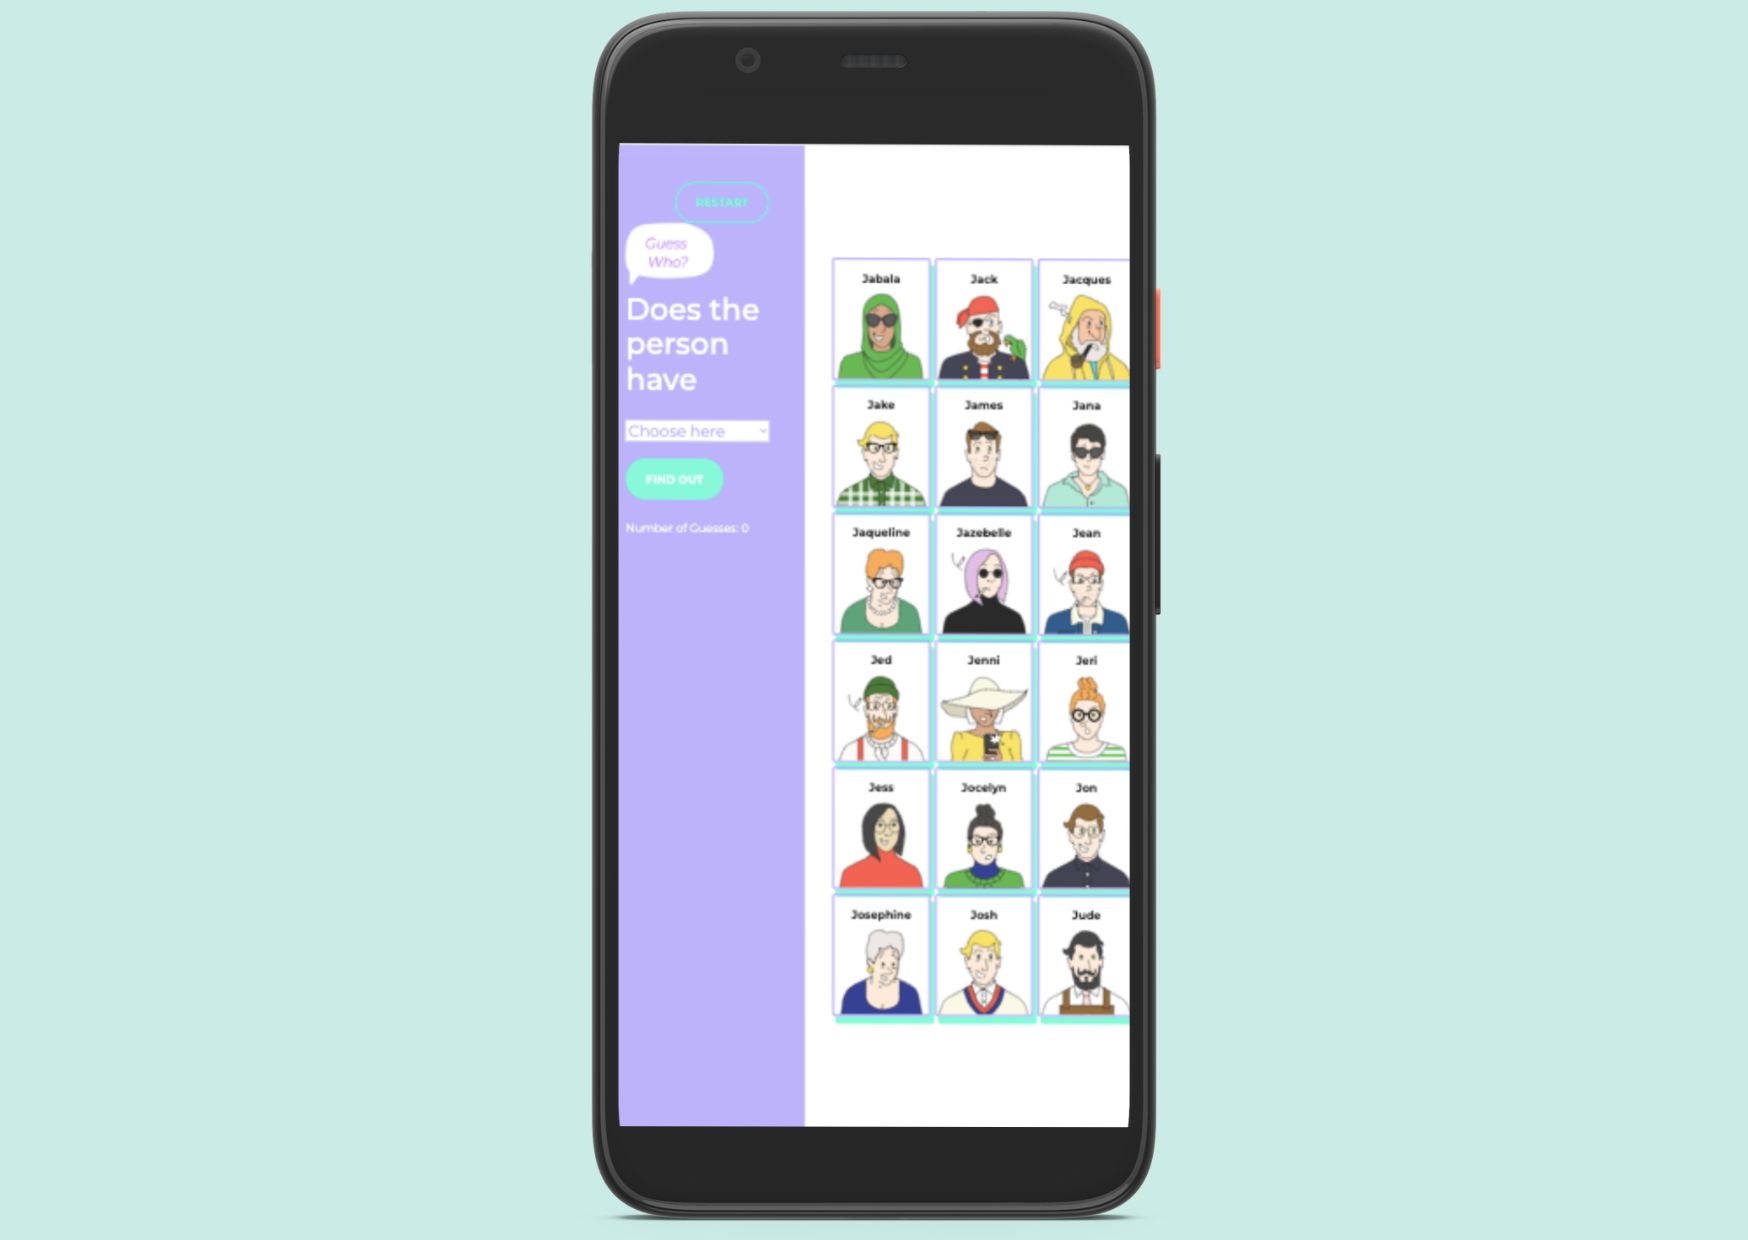 RESTART
Guess
Who?
Does the
person
have
Choose here
FIND OUT
Number of Guesses: 0
Jabala
Jack
Jacques
Jake
James
Jana
Jaqueline
Jazebelle
Jean
Jed
Jenni
Jeri
Jess
Jocelyn
Jon
Josephine
Josh
Jude